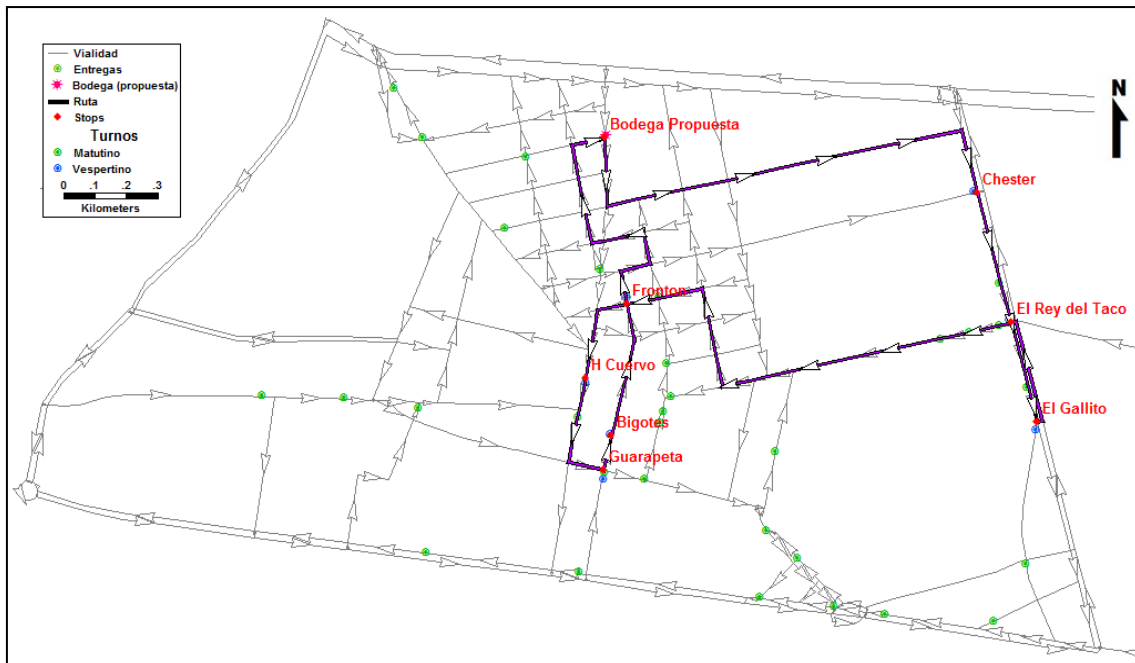 Vialidad
Entregas
Bodega (propuesta)
Ruta
Stops
Turnos
Matutino
Vespertino
0 .1 .2 .3
Kilometers
N
Bodega Propuesta
Chester
Fronton
El Rey del Taco
H Cuervo
El Gallito
Bigotes
Guarapeta